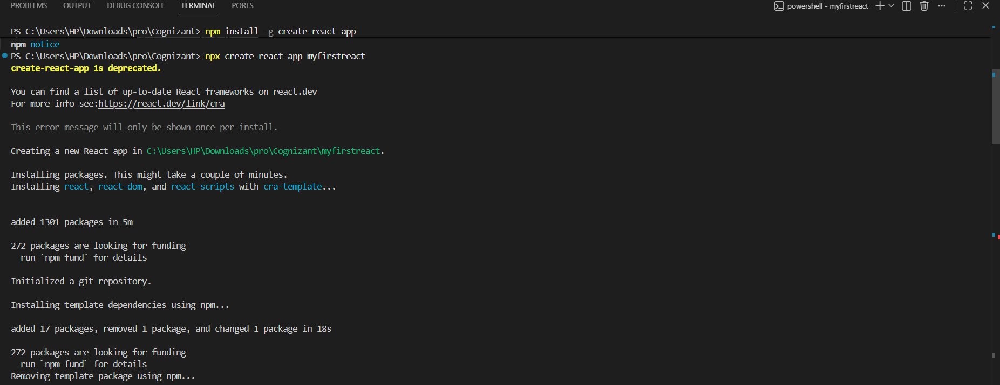 PROBLEMS OUTPUT DEBUG CONSOLE TERMINAL PORTS powershell - myfirstreact
PS C:\Users\HP\Downloads\pro\Cognizant> npm install -g create-react-app
npm notice
PS C:\Users\HP\Downloads\pro\Cognizant> npx create-react-app myfirstreact
create-react-app is deprecated.
You can find a list of up-to-date React frameworks on react.dev
For more info see:https://react.dev/link/cra
This error message will only be shown once per install.
Creating a new React app in C:\Users\HP\Downloads\pro\Cognizant\myfirstreact.
Installing packages. This might take a couple of minutes.
Installing react, react-dom, and react-scripts with cra-template...
added 1301 packages in 5m
272 packages are looking for funding
  run `npm fund` for details
Initialized a git repository.
Installing template dependencies using npm...
added 17 packages, removed 1 package, and changed 1 package in 18s
272 packages are looking for funding
  run `npm fund` for details
Removing template package using npm...